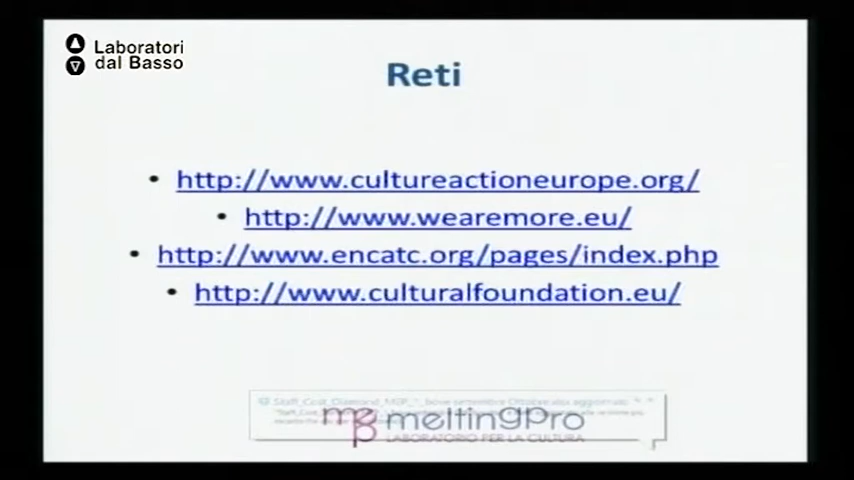 Laboratori
dal Basso
Reti
• http://www.cultureactioneurope.org/
• http://www.wearemore.eu/
• http://www.encatc.org/pages/index.php
• http://www.culturalfoundation.eu/
meltingpro
LABORATORIO PER LA CULTURA